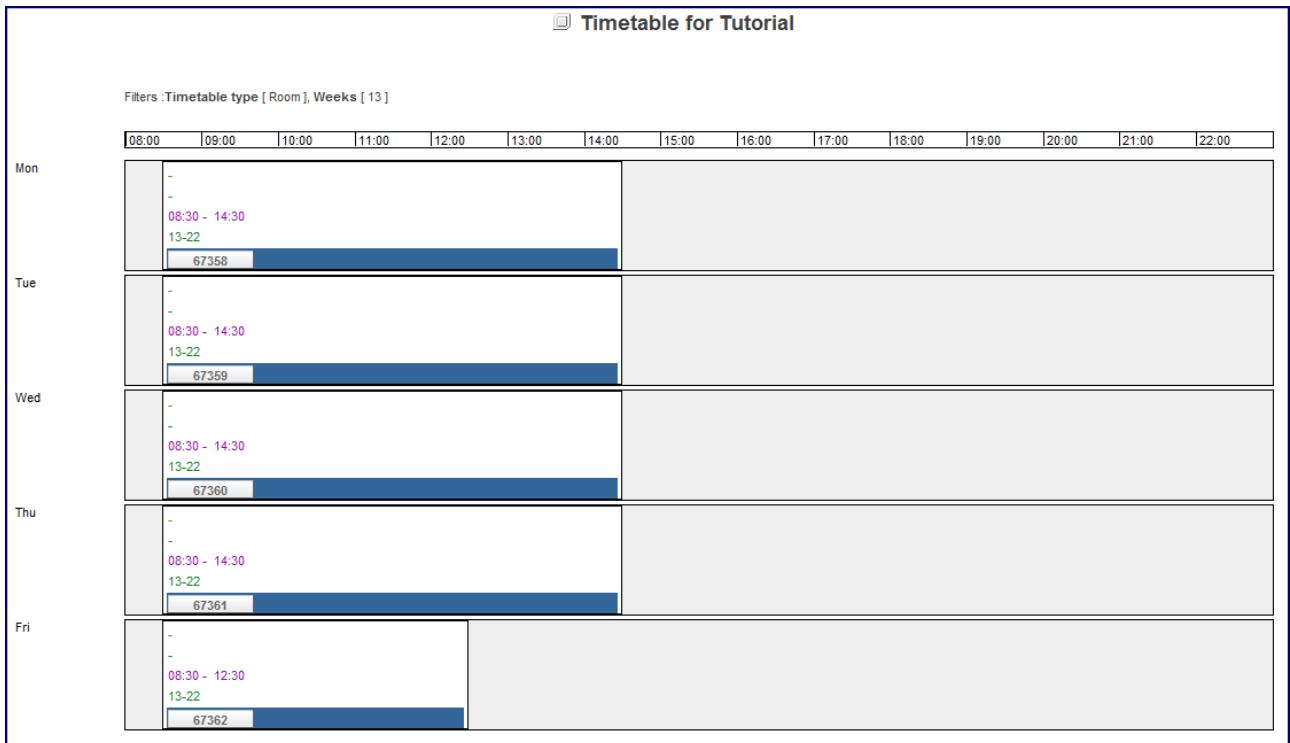 Timetable for Tutorial
Filters :Timetable type [ Room ], Weeks [ 13 ]
08:00 09:00 10:00 11:00 12:00 13:00 14:00 15:00 16:00 17:00 18:00 19:00 20:00 21:00 22:00
Mon
-
-
08:30 - 14:30
13-22
67358
Tue
-
-
08:30 - 14:30
13-22
67359
Wed
-
-
08:30 - 14:30
13-22
67360
Thu
-
-
08:30 - 14:30
13-22
67361
Fri
-
-
08:30 - 12:30
13-22
67362